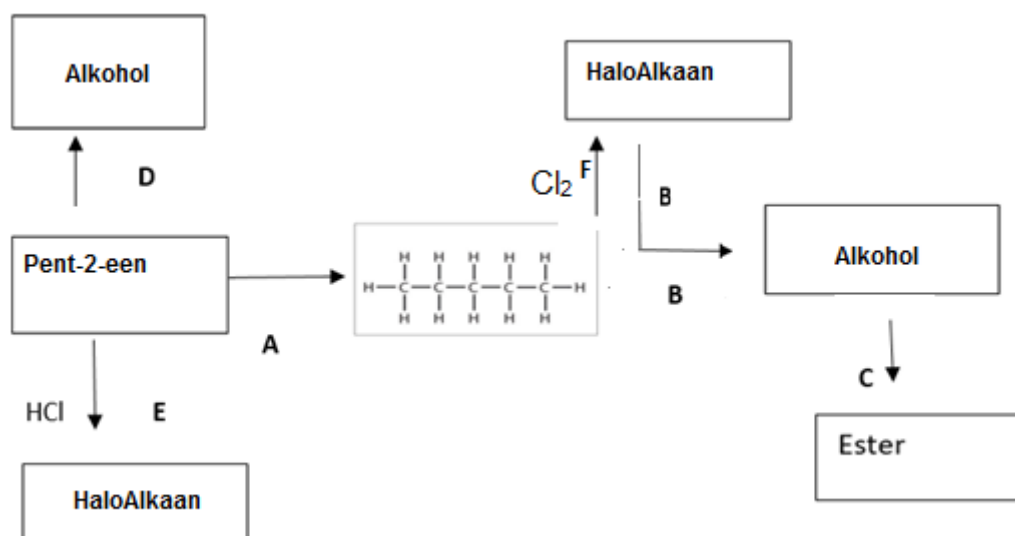 Alkohol
HaloAlkaan
D
Cl₂ F
B
Pent-2-een
H H H H H
H—C—C—C—C—C—H
H H H H H
Alkohol
B
A
HCl E
C
Ester
HaloAlkaan